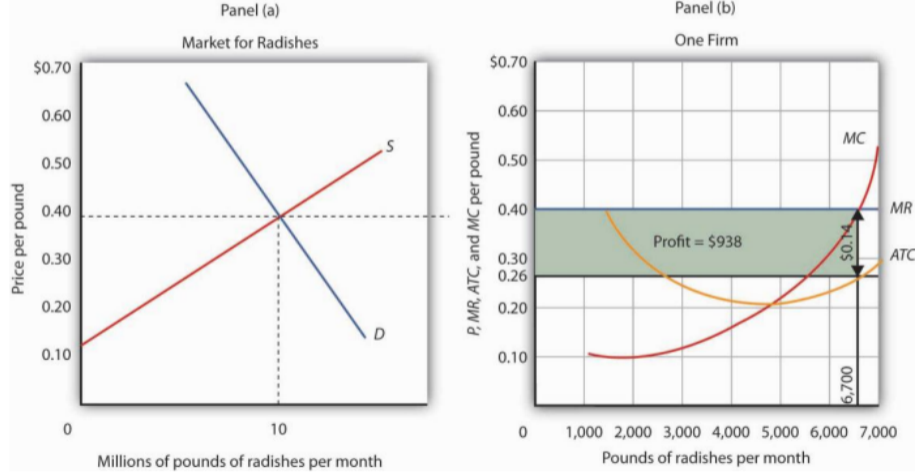 Panel (a)
Market for Radishes
$0.70
0.60
0.50
0.40
0.30
0.20
0.10
0
10
S
D
Price per pound
Millions of pounds of radishes per month
Panel (b)
One Firm
$0.70
0.60
0.50
0.40
0.30
0.26
0.20
0.10
0
1,000 2,000 3,000 4,000 5,000 6,000 7,000
P, MR, ATC, and MC per pound
MC
MR
ATC
Profit = $938
$0.14
6,700
Pounds of radishes per month